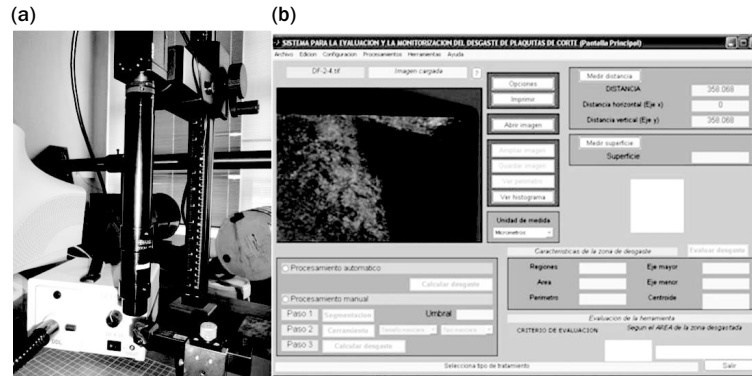 (a)
(b)
SISTEMA PARA LA EVALUACION Y LA MONITORIZACION DEL DESGASTE DE PLAQUITAS DE CORTE (Pantalla Principal)
Archivo Edicion Configuracion Procesamientos Herramientas Ayuda
DF-2-4.tif
Imagen cargada
?
Opciones
Imprimir
Abrir imagen
Ampliar imagen
Guardar imagen
Ver perimetro
Ver histograma
Unidad de medida
Micrometros
Medir distancia
DISTANCIA 358.068
Distancia horizontal (Eje x) 0
Distancia vertical (Eje y) 358.068
Medir superficie
Superficie
Procesamiento automatico
Calcular desgaste
Procesamiento manual
Paso 1 Segmentacion Umbral
Paso 2 Cerramiento
Paso 3 Calcular desgaste
Caracteristicas de la zona de desgaste
Evaluar desgaste
Regiones Eje mayor
Area Eje menor
Perimetro Centroide
Evaluacion de la herramienta
CRITERIO DE EVALUACION
Segun el AREA de la zona desgastada
Selecciona tipo de tratamiento
Salir